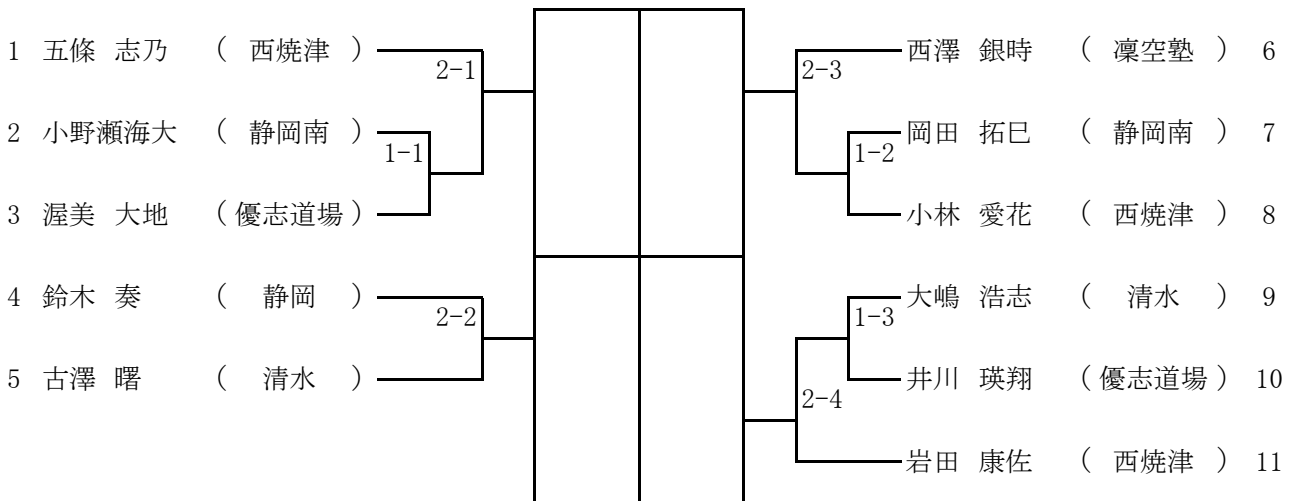 1 五條 志乃 （ 西焼津 ）
2-1
2 小野瀬海大 （ 静岡南 ）
1-1
3 渥美 大地 （ 優志道場 ）
4 鈴木 奏 （ 静岡 ）
2-2
5 古澤 曙 （ 清水 ）
西澤 銀時 （ 凜空塾 ） 6
2-3
岡田 拓巳 （ 静岡南 ） 7
1-2
小林 愛花 （ 西焼津 ） 8
大嶋 浩志 （ 清水 ） 9
1-3
井川 瑛翔 （ 優志道場 ） 10
2-4
岩田 康佐 （ 西焼津 ） 11